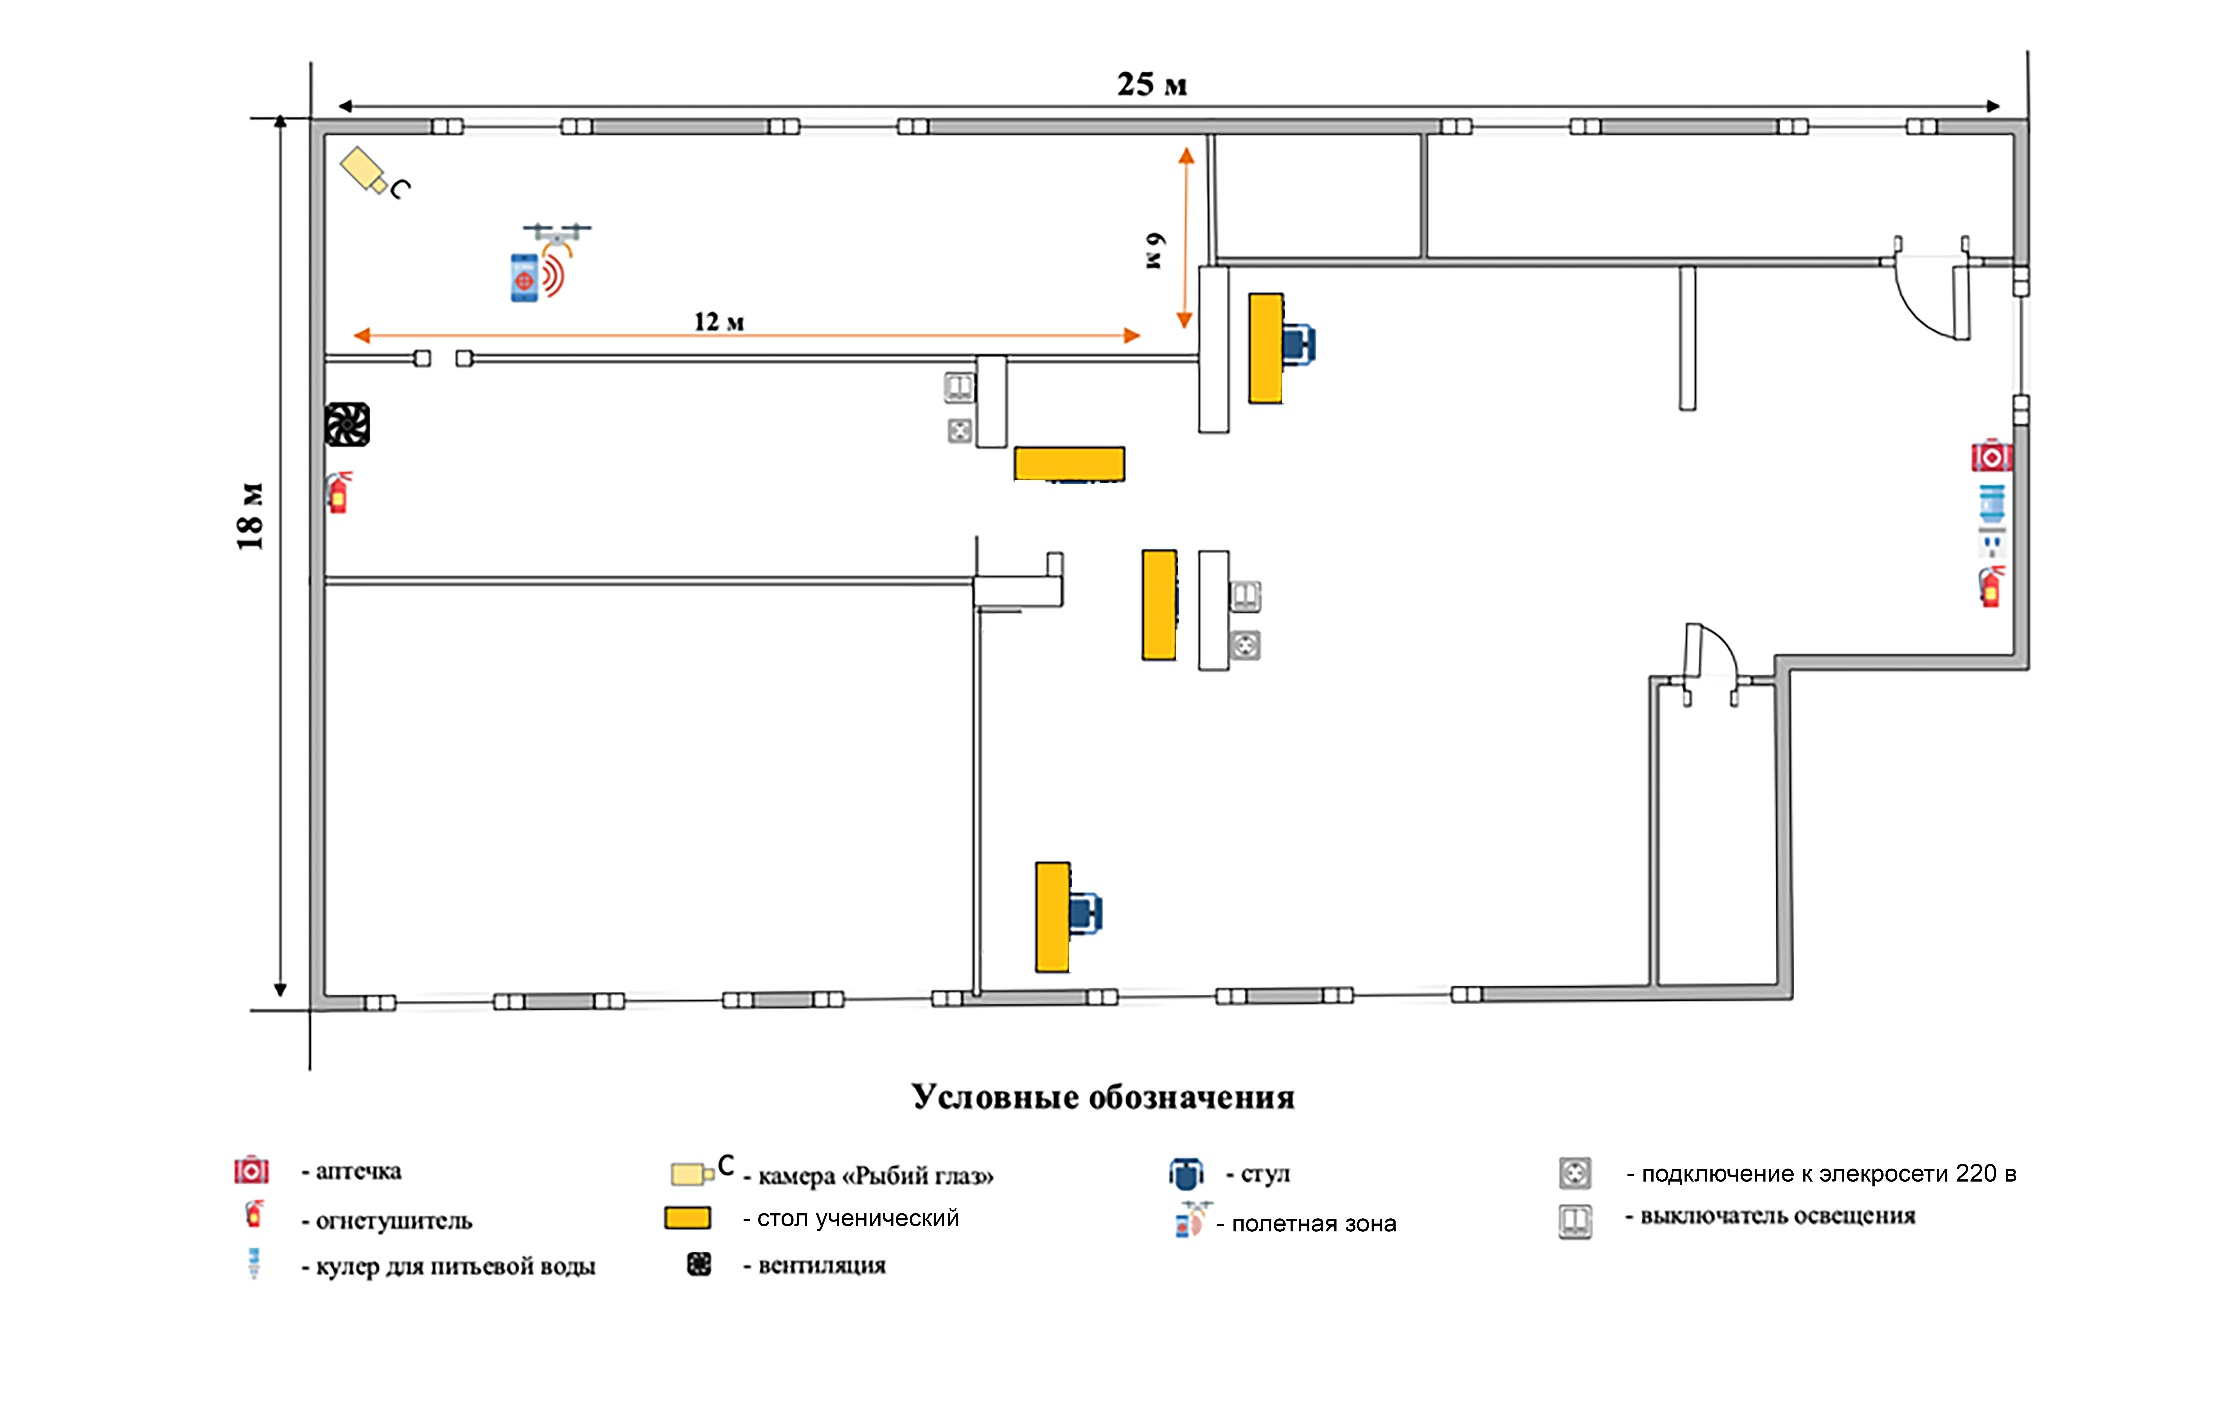 25 м
С
6 м
12 м
18 м
Условные обозначения
- аптечка
С - камера «Рыбий глаз»
- стул
- подключение к элекросети 220 в
- огнетушитель
- стол ученический
- полетная зона
- выключатель освещения
- кулер для питьевой воды
- вентиляция